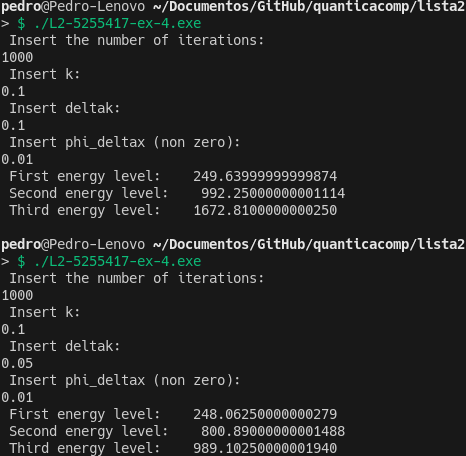 pedro@Pedro-Lenovo ~/Documentos/GitHub/quanticacomp/lista2
> $ ./L2-5255417-ex-4.exe
Insert the number of iterations:
1000
Insert k:
0.1
Insert deltak:
0.1
Insert phi_deltax (non zero):
0.01
First energy level:    249.63999999999874
Second energy level:    992.25000000001114
Third energy level:    1672.8100000000250
pedro@Pedro-Lenovo ~/Documentos/GitHub/quanticacomp/lista2
> $ ./L2-5255417-ex-4.exe
Insert the number of iterations:
1000
Insert k:
0.1
Insert deltak:
0.05
Insert phi_deltax (non zero):
0.01
First energy level:    248.06250000000279
Second energy level:    800.89000000001488
Third energy level:    989.10250000001940